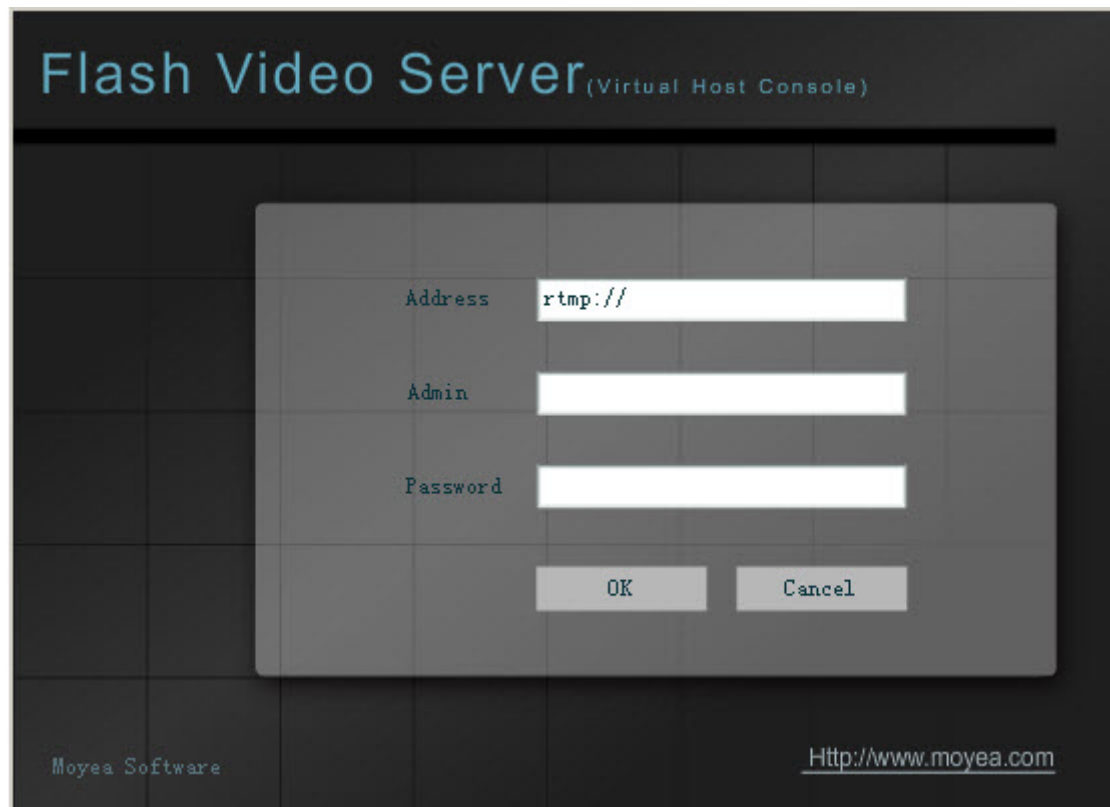 Flash Video Server(Virtual Host Console)
Address rtmp://
Admin
Password
OK Cancel
Moyea Software Http://www.moyea.com